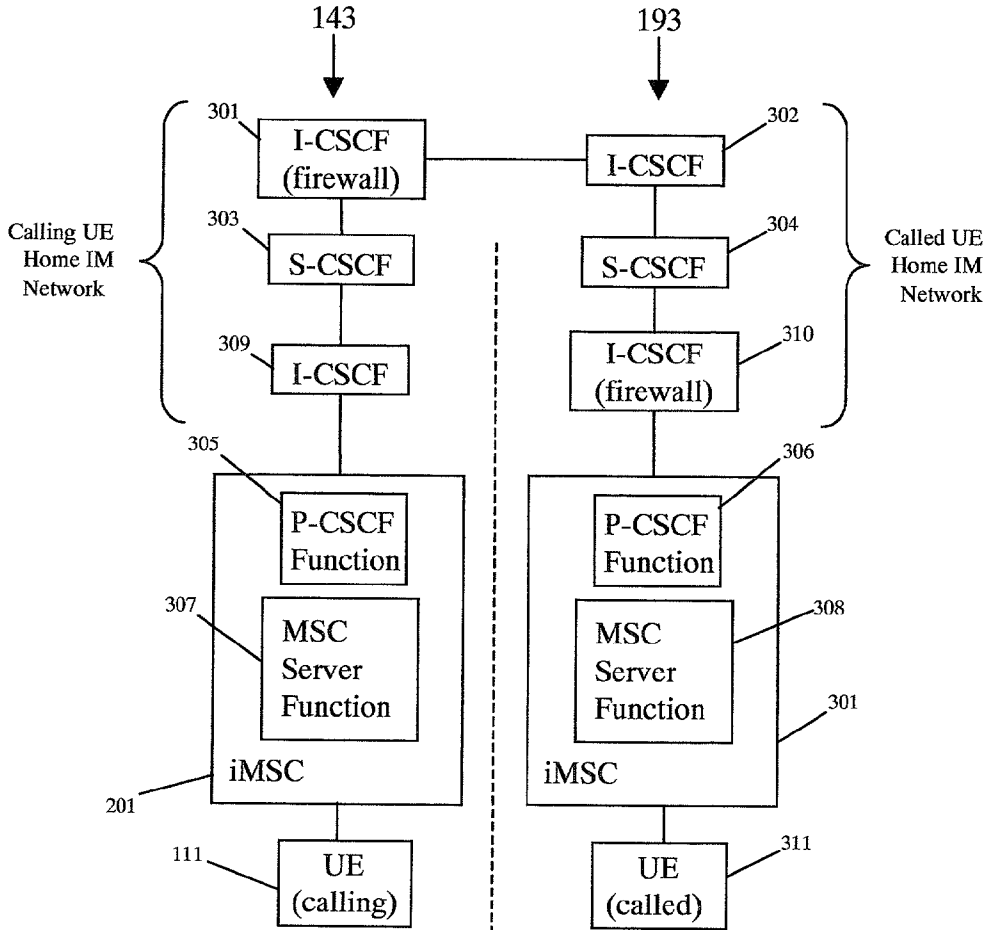 143
193
301
I-CSCF
(firewall)
302
I-CSCF
Calling UE
Home IM
Network
303
S-CSCF
304
S-CSCF
Called UE
Home IM
Network
309
I-CSCF
310
I-CSCF
(firewall)
305
P-CSCF
Function
306
P-CSCF
Function
307
MSC
Server
Function
308
MSC
Server
Function
iMSC
201
iMSC
301
111
UE
(calling)
311
UE
(called)